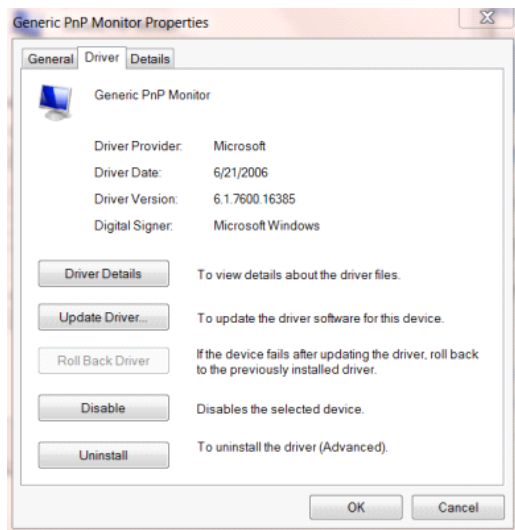 Generic PnP Monitor Properties
General Driver Details
Generic PnP Monitor
Driver Provider: Microsoft
Driver Date: 6/21/2006
Driver Version: 6.1.7600.16385
Digital Signer: Microsoft Windows
Driver Details To view details about the driver files.
Update Driver... To update the driver software for this device.
Roll Back Driver If the device fails after updating the driver, roll back
to the previously installed driver.
Disable Disables the selected device.
Uninstall To uninstall the driver (Advanced).
OK Cancel